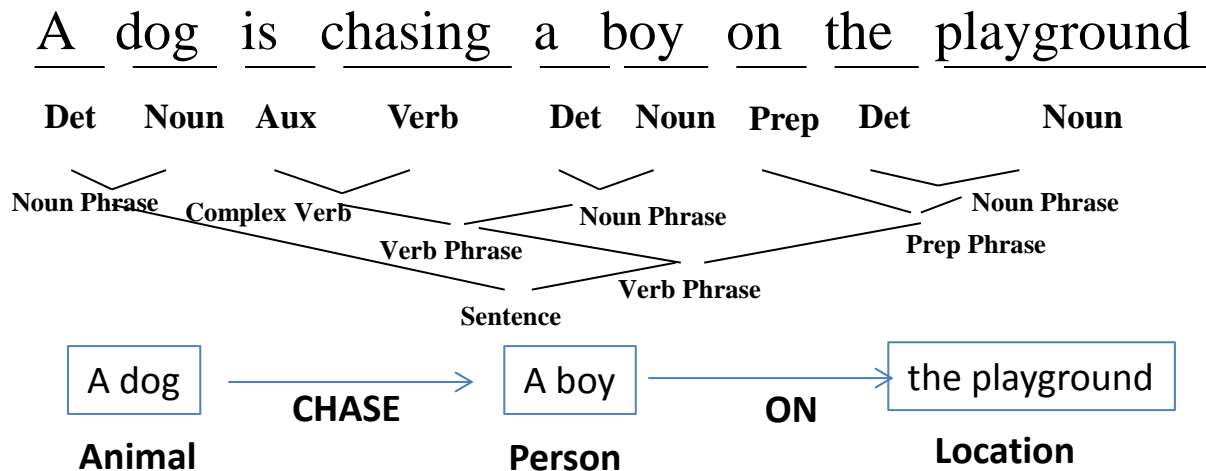 A dog is chasing a boy on the playground
Det Noun Aux Verb Det Noun Prep Det Noun
Noun Phrase Complex Verb Noun Phrase Noun Phrase
Verb Phrase Prep Phrase
Verb Phrase
Sentence
A dog A boy the playground
CHASE ON
Animal Person Location